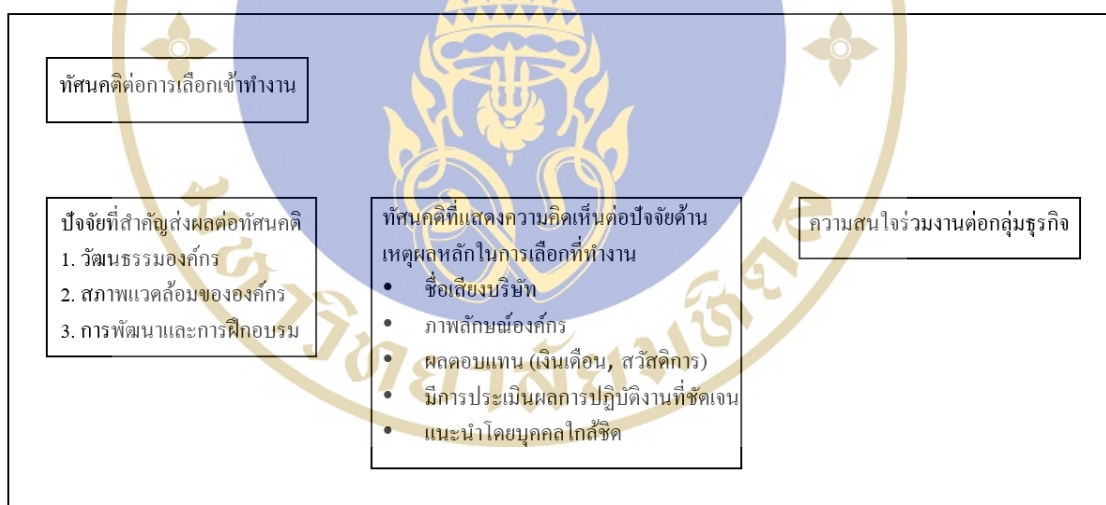 ทัศนคติต่อการเลือกเข้าทำงาน
ปัจจัยที่สำคัญส่งผลต่อทัศนคติ
1. วัฒนธรรมองค์กร
2. สภาพแวดล้อมขององค์กร
3. การพัฒนาและการฝึกอบรม
ทัศนคติที่แสดงความคิดเห็นต่อปัจจัยด้าน
เหตุผลหลักในการเลือกที่ทำงาน
• ชื่อเสียงบริษัท
• ภาพลักษณ์องค์กร
• ผลตอบแทน (เงินเดือน, สวัสดิการ)
• มีการประเมินผลการปฏิบัติงานที่ชัดเจน
• แนะนำโดยบุคคลใกล้ชิด
ความสนใจร่วมงานต่อกลุ่มธุรกิจ
มหาวิทยาลัยมหิดล